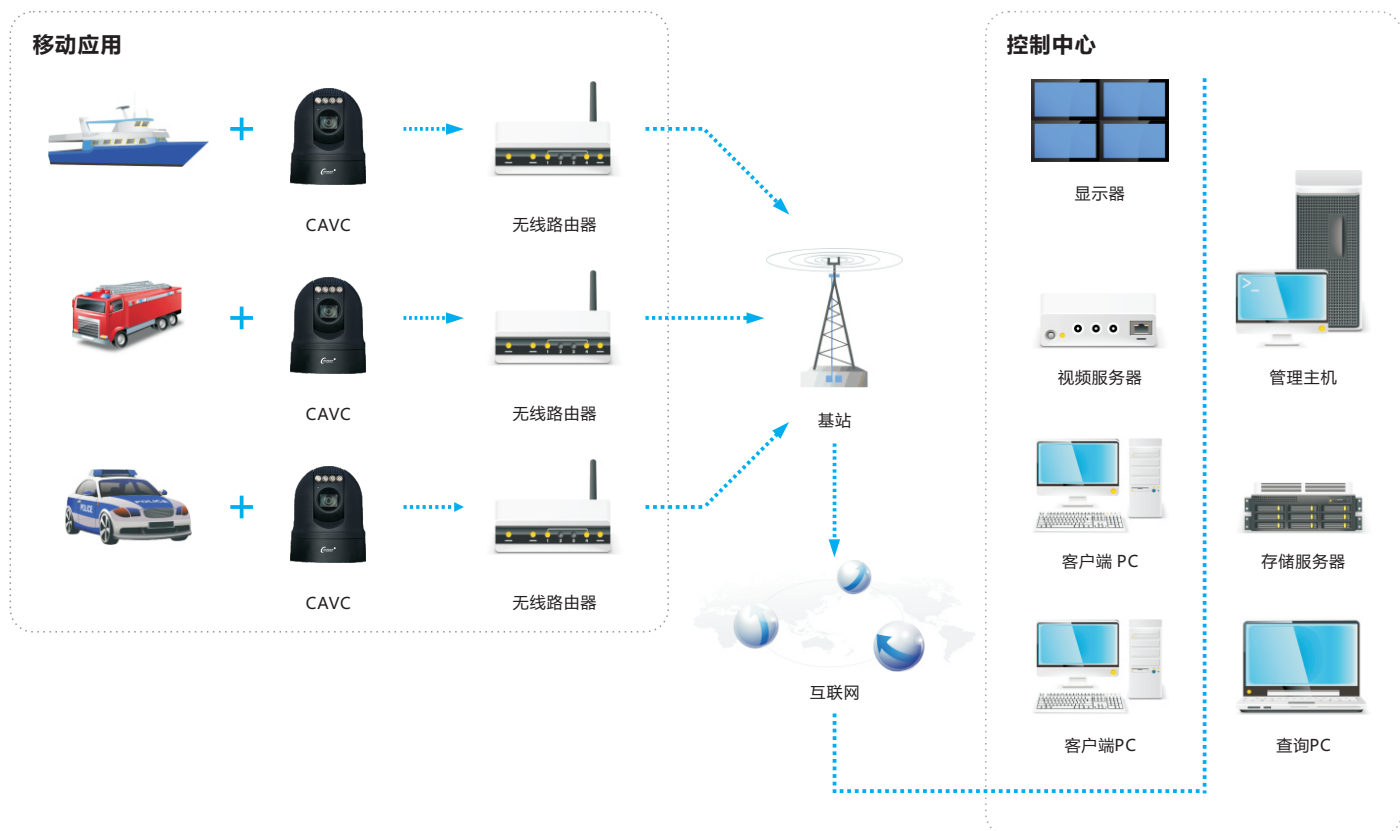 移动应用
CAVC
无线路由器
CAVC
无线路由器
POLICE
POLICE
CAVC
无线路由器
基站
互联网
控制中心
显示器
视频服务器
管理主机
客户端 PC
存储服务器
客户端PC
查询PC